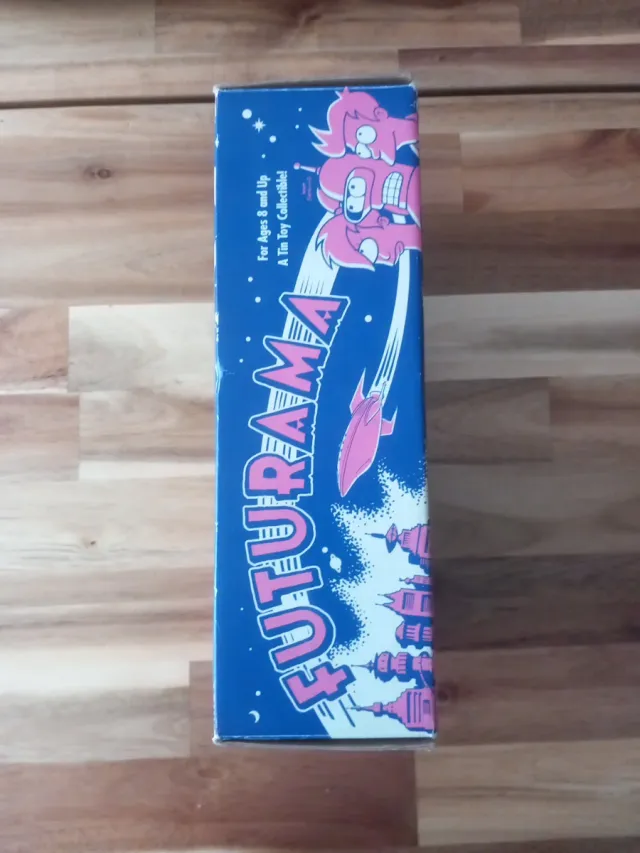 For Ages 8 and Up
A Tin Toy Collectible!
FUTURAMA